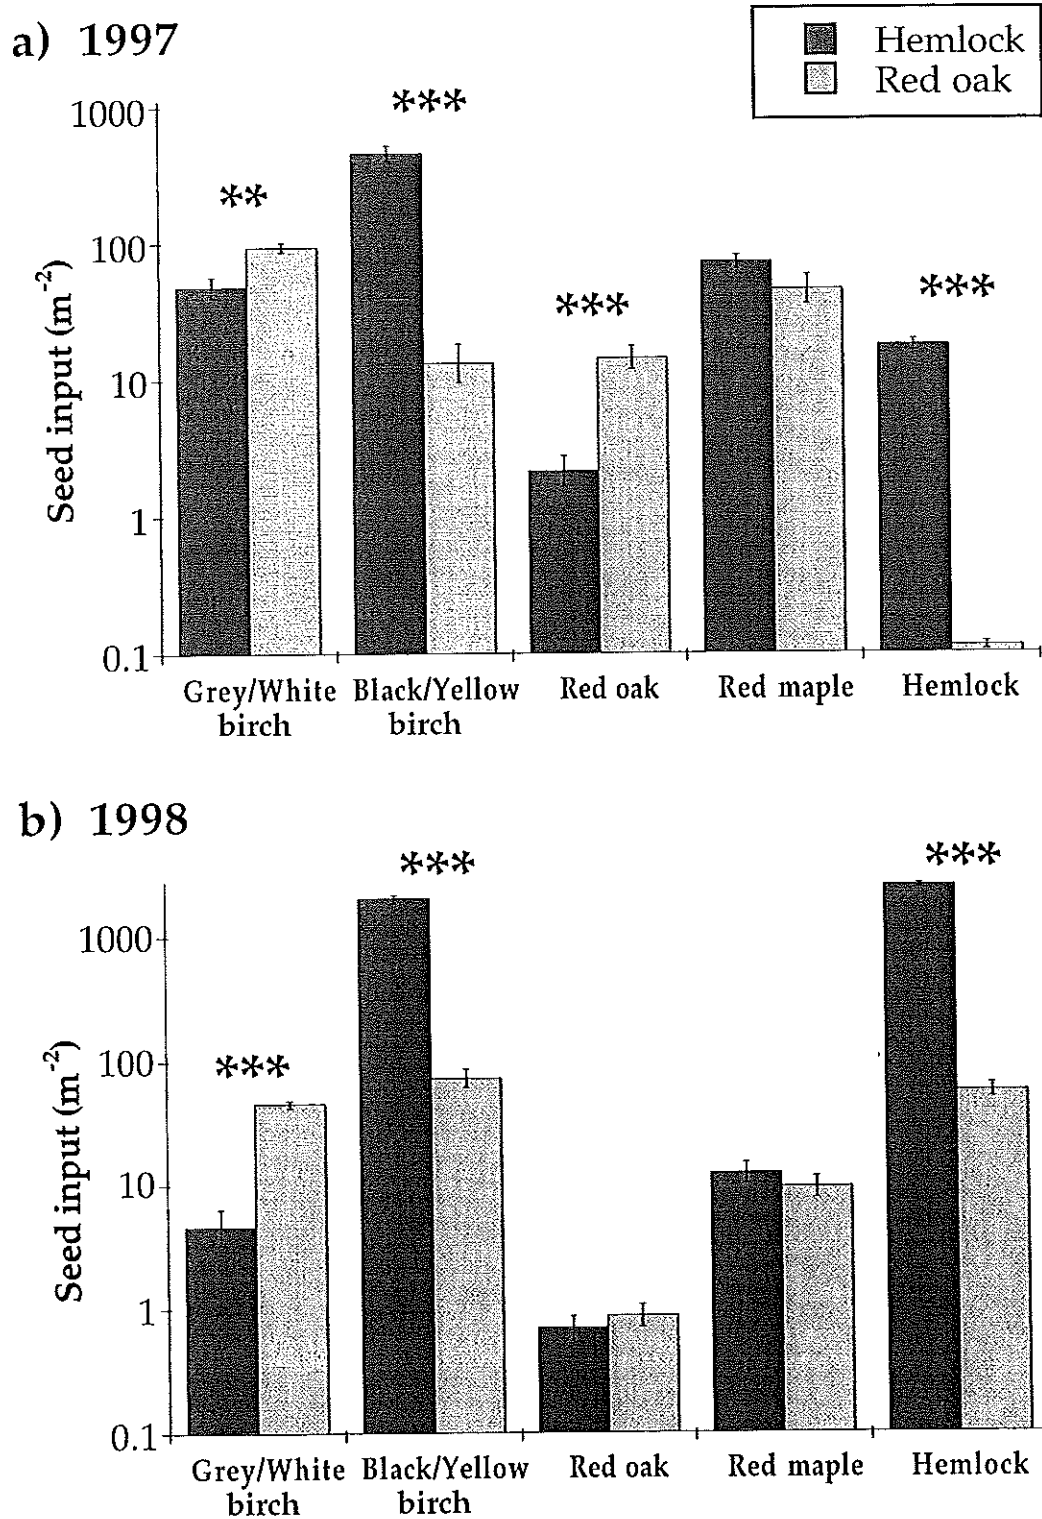 a) 1997
Hemlock
Red oak
1000
100
10
1
0.1
Seed input (m⁻²)
**
***
***
***
Grey/White birch
Black/Yellow birch
Red oak
Red maple
Hemlock
b) 1998
1000
100
10
1
0.1
Seed input (m⁻²)
***
***
***
Grey/White birch
Black/Yellow birch
Red oak
Red maple
Hemlock